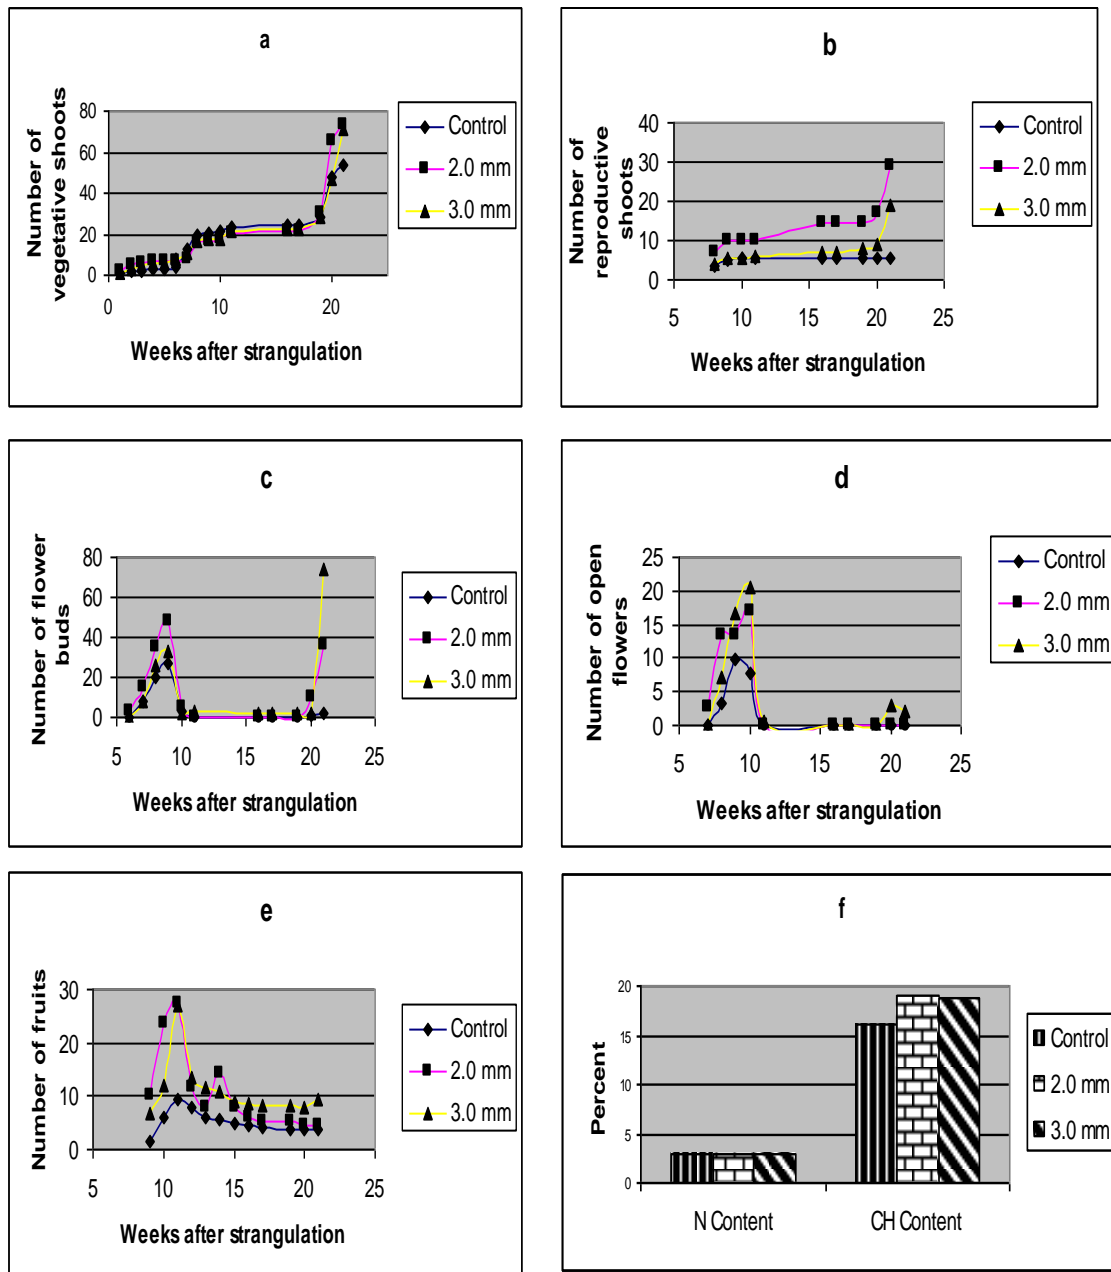 a
Number of
vegetative shoots
80
60
40
20
0
0
10
20
Weeks after strangulation
Control
2.0 mm
3.0 mm
b
Number of
reproductive
shoots
40
30
20
10
0
5
10
15
20
25
Weeks after strangulation
Control
2.0 mm
3.0 mm
c
Number of flower
buds
80
60
40
20
0
5
10
15
20
25
Weeks after strangulation
Control
2.0 mm
3.0 mm
d
Number of open
flowers
25
20
15
10
5
0
5
10
15
20
25
Weeks after strangulation
Control
2.0 mm
3.0 mm
e
Number of fruits
30
20
10
0
5
10
15
20
25
Weeks after strangulation
Control
2.0 mm
3.0 mm
f
Percent
20
15
10
5
0
N Content
CH Content
Control
2.0 mm
3.0 mm